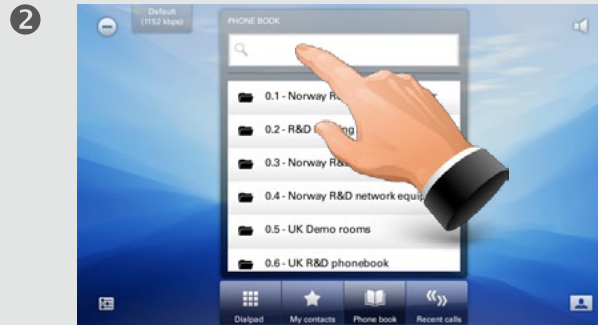 2
Default
(1152 kbps)
PHONE BOOK
0.1 - Norway
0.2 - R&D
0.3 - Norway
0.4 - Norway R&D network
0.5 - UK Demo rooms
0.6 - UK R&D phonebook
Dialpad
My contacts
Phone book
Recent calls